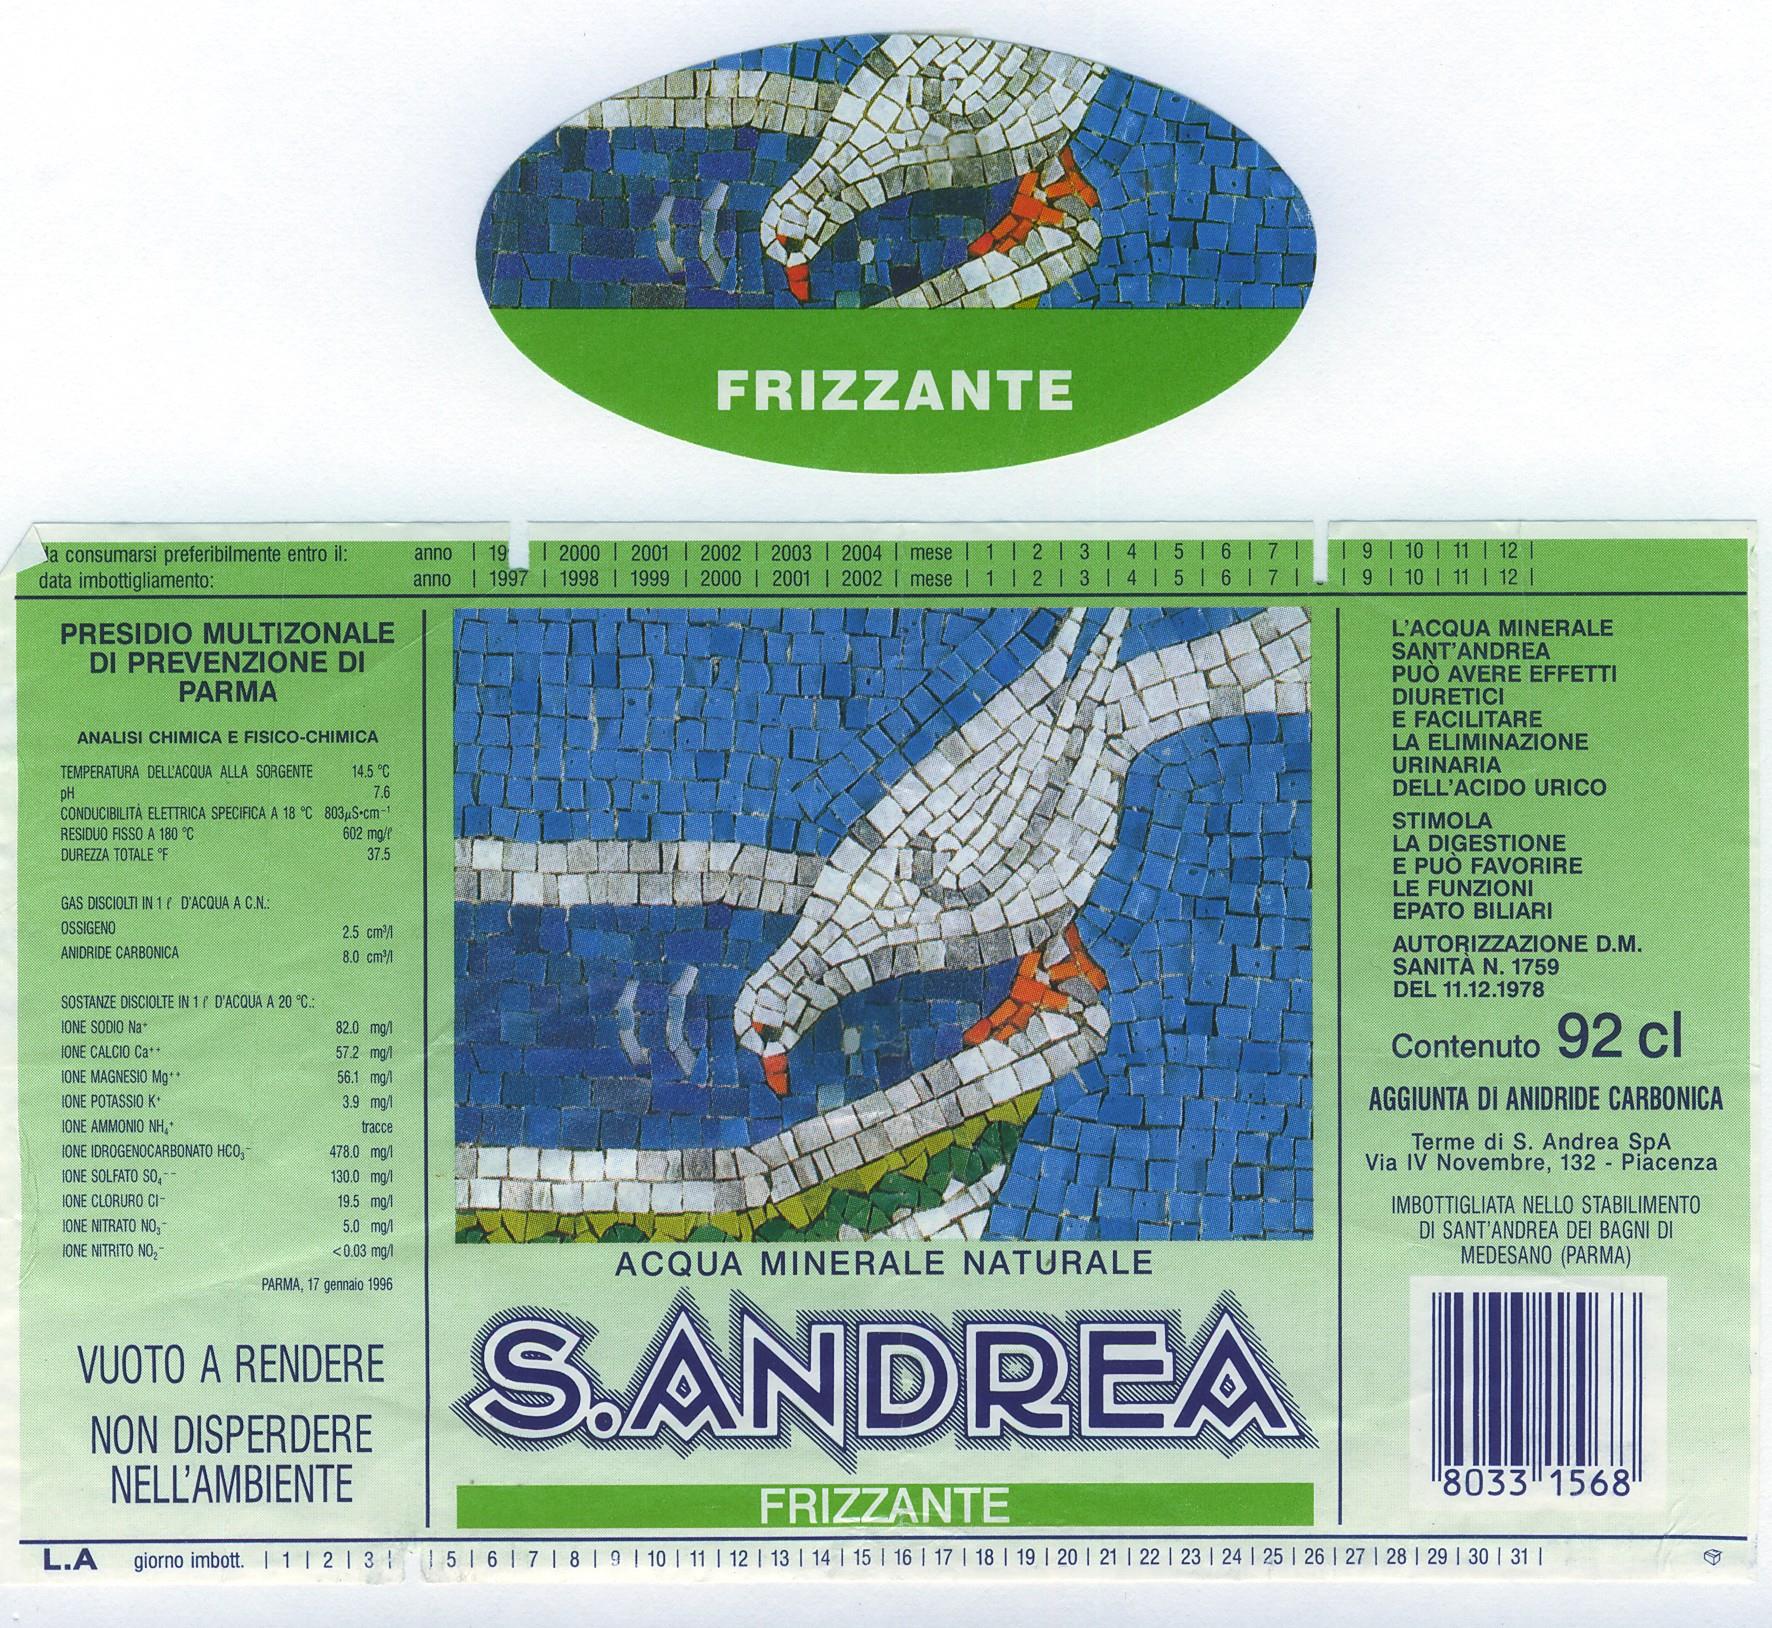 FRIZZANTE
da consumarsi preferibilmente entro il: anno | 19 | 2000 | 2001 | 2002 | 2003 | 2004 | mese | 1 | 2 | 3 | 4 | 5 | 6 | 7 | | 9 | 10 | 11 | 12 |
data imbottigliamento: anno | 1997 | 1998 | 1999 | 2000 | 2001 | 2002 | mese | 1 | 2 | 3 | 4 | 5 | 6 | 7 | | 9 | 10 | 11 | 12 |
PRESIDIO MULTIZONALE
DI PREVENZIONE DI
PARMA
ANALISI CHIMICA E FISICO-CHIMICA
TEMPERATURA DELL'ACQUA ALLA SORGENTE 14.5 °C
pH 7.6
CONDUCIBILITÀ ELETTRICA SPECIFICA A 18 °C 803µS•cm⁻¹
RESIDUO FISSO A 180 °C 602 mg/ℓ
DUREZZA TOTALE °F 37.5
GAS DISCIOLTI IN 1 ℓ D'ACQUA A C.N.:
OSSIGENO 2.5 cm³/l
ANIDRIDE CARBONICA 8.0 cm³/l
SOSTANZE DISCIOLTE IN 1 ℓ D'ACQUA A 20 °C.:
IONE SODIO Na⁺ 82.0 mg/l
IONE CALCIO Ca⁺⁺ 57.2 mg/l
IONE MAGNESIO Mg⁺⁺ 56.1 mg/l
IONE POTASSIO K⁺ 3.9 mg/l
IONE AMMONIO NH₄⁺ tracce
IONE IDROGENOCARBONATO HCO₃⁻ 478.0 mg/l
IONE SOLFATO SO₄⁻⁻ 130.0 mg/l
IONE CLORURO Cl⁻ 19.5 mg/l
IONE NITRATO NO₃⁻ 5.0 mg/l
IONE NITRITO NO₂⁻ <0.03 mg/l
PARMA, 17 gennaio 1996
VUOTO A RENDERE
NON DISPERDERE
NELL'AMBIENTE
ACQUA MINERALE NATURALE
S.ANDREA
FRIZZANTE
L'ACQUA MINERALE
SANT'ANDREA
PUÒ AVERE EFFETTI
DIURETICI
E FACILITARE
LA ELIMINAZIONE
URINARIA
DELL'ACIDO URICO
STIMOLA
LA DIGESTIONE
E PUÒ FAVORIRE
LE FUNZIONI
EPATO BILIARI
AUTORIZZAZIONE D.M.
SANITÀ N. 1759
DEL 11.12.1978
Contenuto 92 cl
AGGIUNTA DI ANIDRIDE CARBONICA
Terme di S. Andrea SpA
Via IV Novembre, 132 - Piacenza
IMBOTTIGLIATA NELLO STABILIMENTO
DI SANT'ANDREA DEI BAGNI DI
MEDESANO (PARMA)
8033 1568
L.A giorno imbott. | 1 | 2 | 3 | | 5 | 6 | 7 | 8 | 9 | 10 | 11 | 12 | 13 | 14 | 15 | 16 | 17 | 18 | 19 | 20 | 21 | 22 | 23 | 24 | 25 | 26 | 27 | 28 | 29 | 30 | 31 |